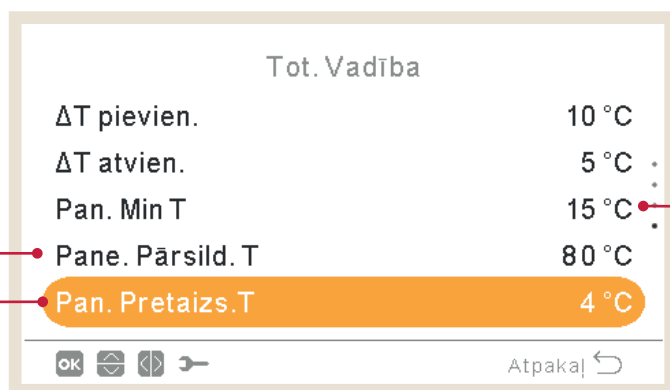 Tot. Vadība
ΔT pievien. 10 °C
ΔT atvien. 5 °C
Pan. Min T 15 °C
Pane. Pārsild. T 80 °C
Pan. Pretaizs.T 4 °C
OK Atpakaļ